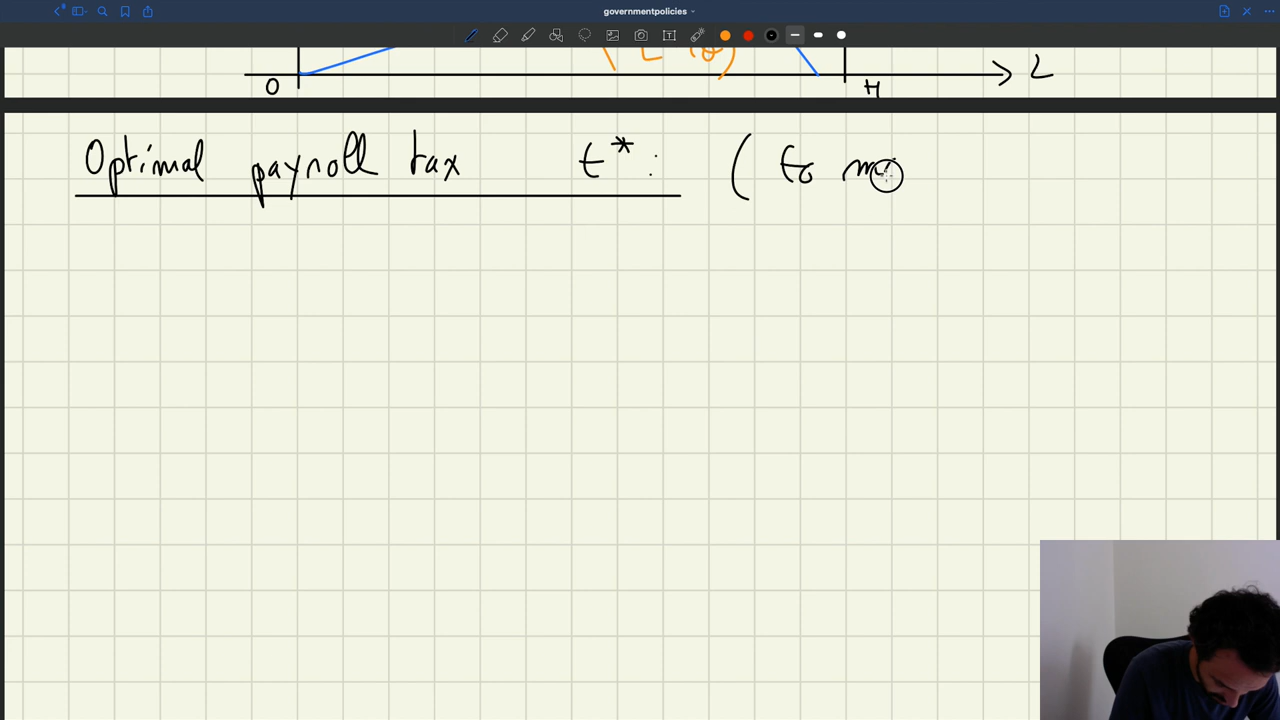 governmentpolicies
L (θ)
0 H L
Optimal payroll tax t*: ( to m